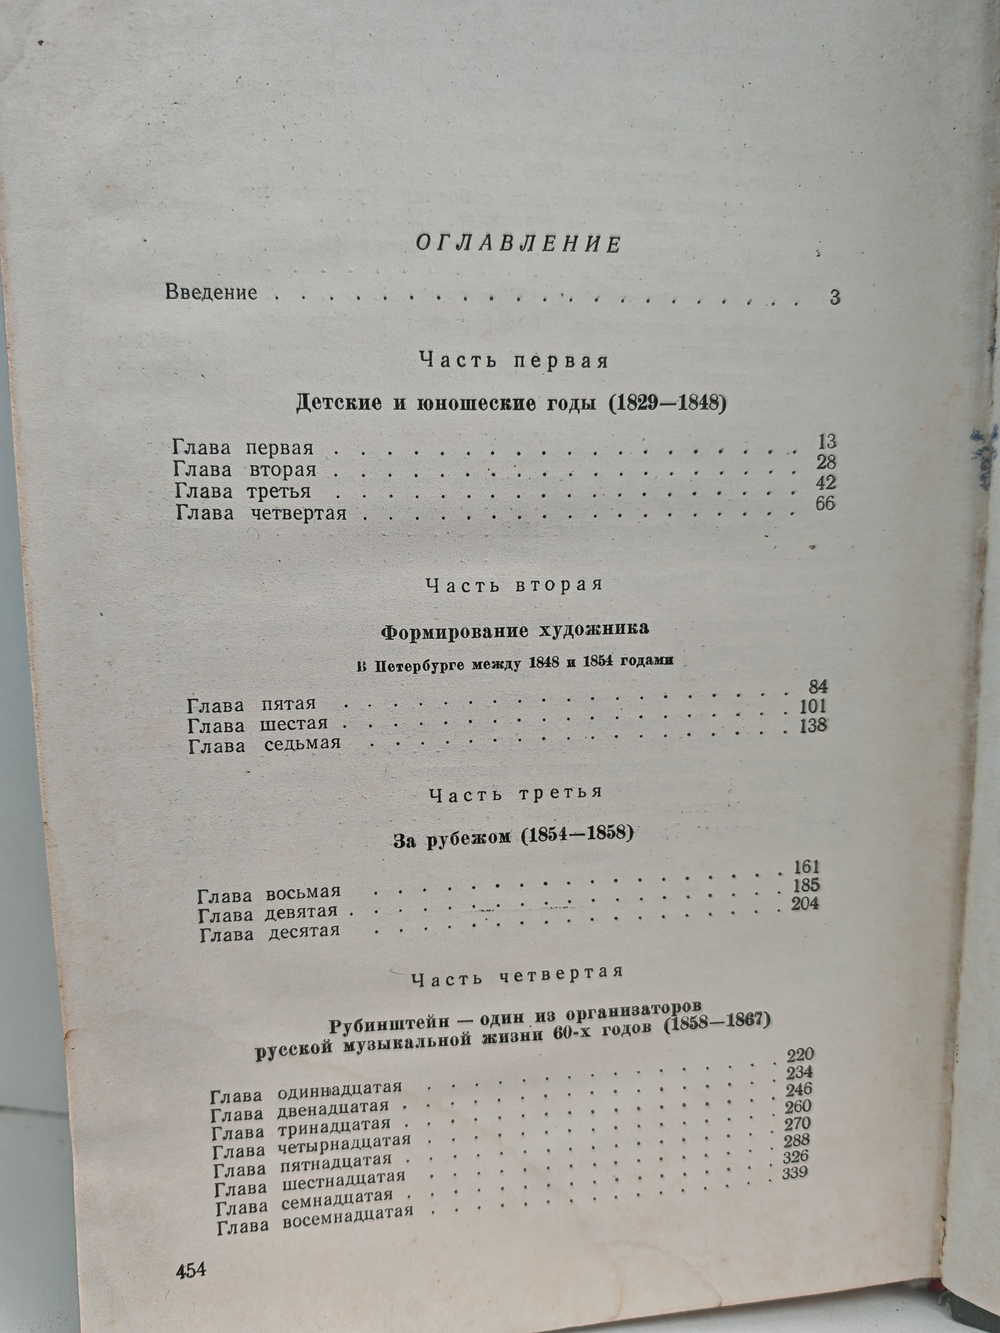 ОГЛАВЛЕНИЕ
Введение . . . . . . . . . . . . . . . . . . . . 3
Часть первая
Детские и юношеские годы (1829—1848)
Глава первая . . . . . . . . . . . . . . . . . . 13
Глава вторая . . . . . . . . . . . . . . . . . . 28
Глава третья . . . . . . . . . . . . . . . . . . 42
Глава четвертая . . . . . . . . . . . . . . . . . 66
Часть вторая
Формирование художника
В Петербурге между 1848 и 1854 годами
Глава пятая . . . . . . . . . . . . . . . . . . 84
Глава шестая . . . . . . . . . . . . . . . . . . 101
Глава седьмая . . . . . . . . . . . . . . . . . 138
Часть третья
За рубежом (1854—1858)
Глава восьмая . . . . . . . . . . . . . . . . . 161
Глава девятая . . . . . . . . . . . . . . . . . . 185
Глава десятая . . . . . . . . . . . . . . . . . 204
Часть четвертая
Рубинштейн — один из организаторов
русской музыкальной жизни 60-х годов (1858—1867)
Глава одиннадцатая . . . . . . . . . . . . . . . 220
Глава двенадцатая . . . . . . . . . . . . . . . . 234
Глава тринадцатая . . . . . . . . . . . . . . . . 246
Глава четырнадцатая . . . . . . . . . . . . . . . 260
Глава пятнадцатая . . . . . . . . . . . . . . . . 270
Глава шестнадцатая . . . . . . . . . . . . . . . 288
Глава семнадцатая . . . . . . . . . . . . . . . . 326
Глава восемнадцатая . . . . . . . . . . . . . . . 339
454